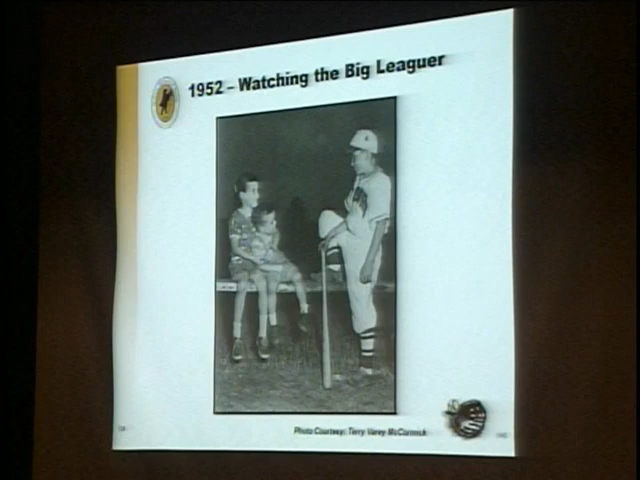 1952 – Watching the Big Leaguer
Photo Courtesy: Terry Varey McCormick